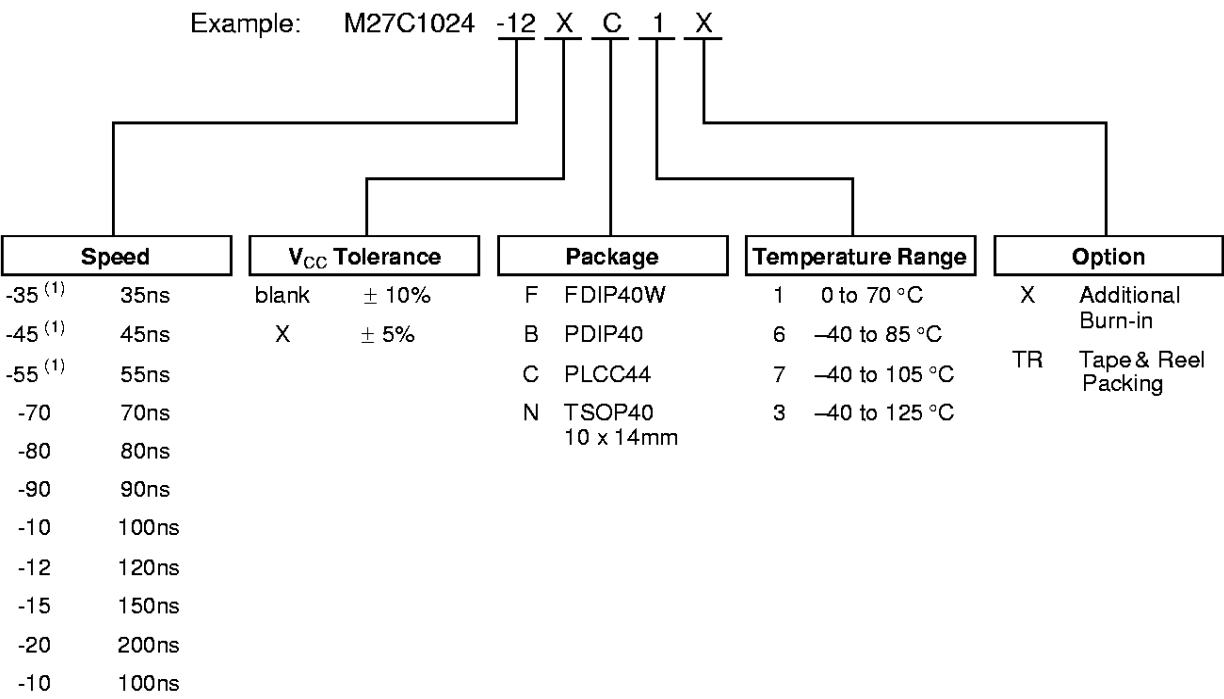 Example: M27C1024 -12 X C 1 X
Speed
-35 (1) 35ns
-45 (1) 45ns
-55 (1) 55ns
-70 70ns
-80 80ns
-90 90ns
-10 100ns
-12 120ns
-15 150ns
-20 200ns
-10 100ns
VCC Tolerance
blank ± 10%
X ± 5%
Package
F FDIP40W
B PDIP40
C PLCC44
N TSOP40
10 x 14mm
Temperature Range
1 0 to 70 °C
6 –40 to 85 °C
7 –40 to 105 °C
3 –40 to 125 °C
Option
X Additional
Burn-in
TR Tape & Reel
Packing